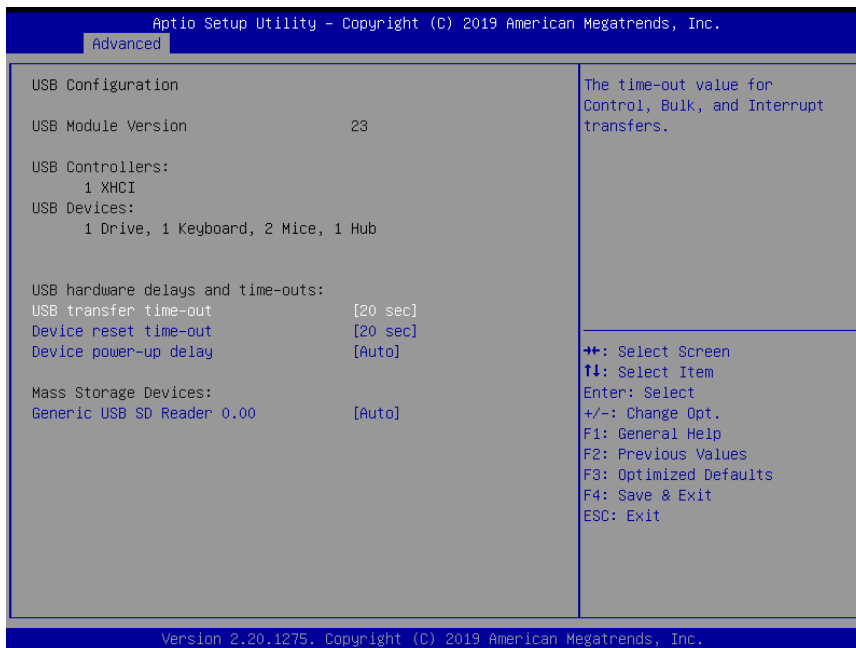 Aptio Setup Utility – Copyright (C) 2019 American Megatrends, Inc.
Advanced
USB Configuration
USB Module Version 23
USB Controllers:
1 XHCI
USB Devices:
1 Drive, 1 Keyboard, 2 Mice, 1 Hub
USB hardware delays and time-outs:
USB transfer time-out [20 sec]
Device reset time-out [20 sec]
Device power-up delay [Auto]
Mass Storage Devices:
Generic USB SD Reader 0.00 [Auto]
The time-out value for
Control, Bulk, and Interrupt
transfers.
→←: Select Screen
↑↓: Select Item
Enter: Select
+/-: Change Opt.
F1: General Help
F2: Previous Values
F3: Optimized Defaults
F4: Save & Exit
ESC: Exit
Version 2.20.1275. Copyright (C) 2019 American Megatrends, Inc.